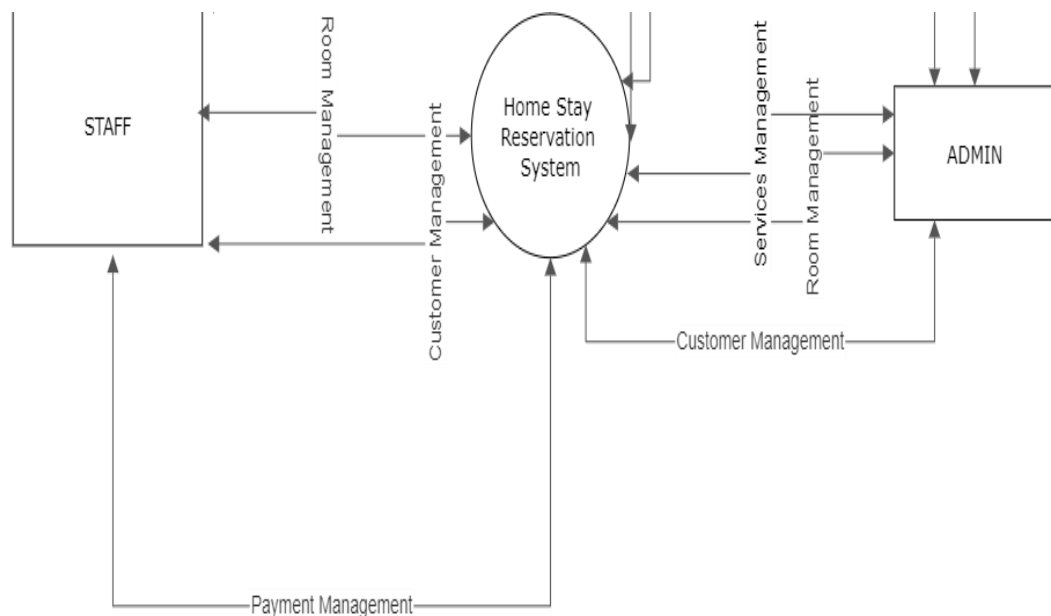 STAFF
Room Management
Customer Management
Home Stay
Reservation
System
Services Management
Room Management
ADMIN
Customer Management
Payment Management